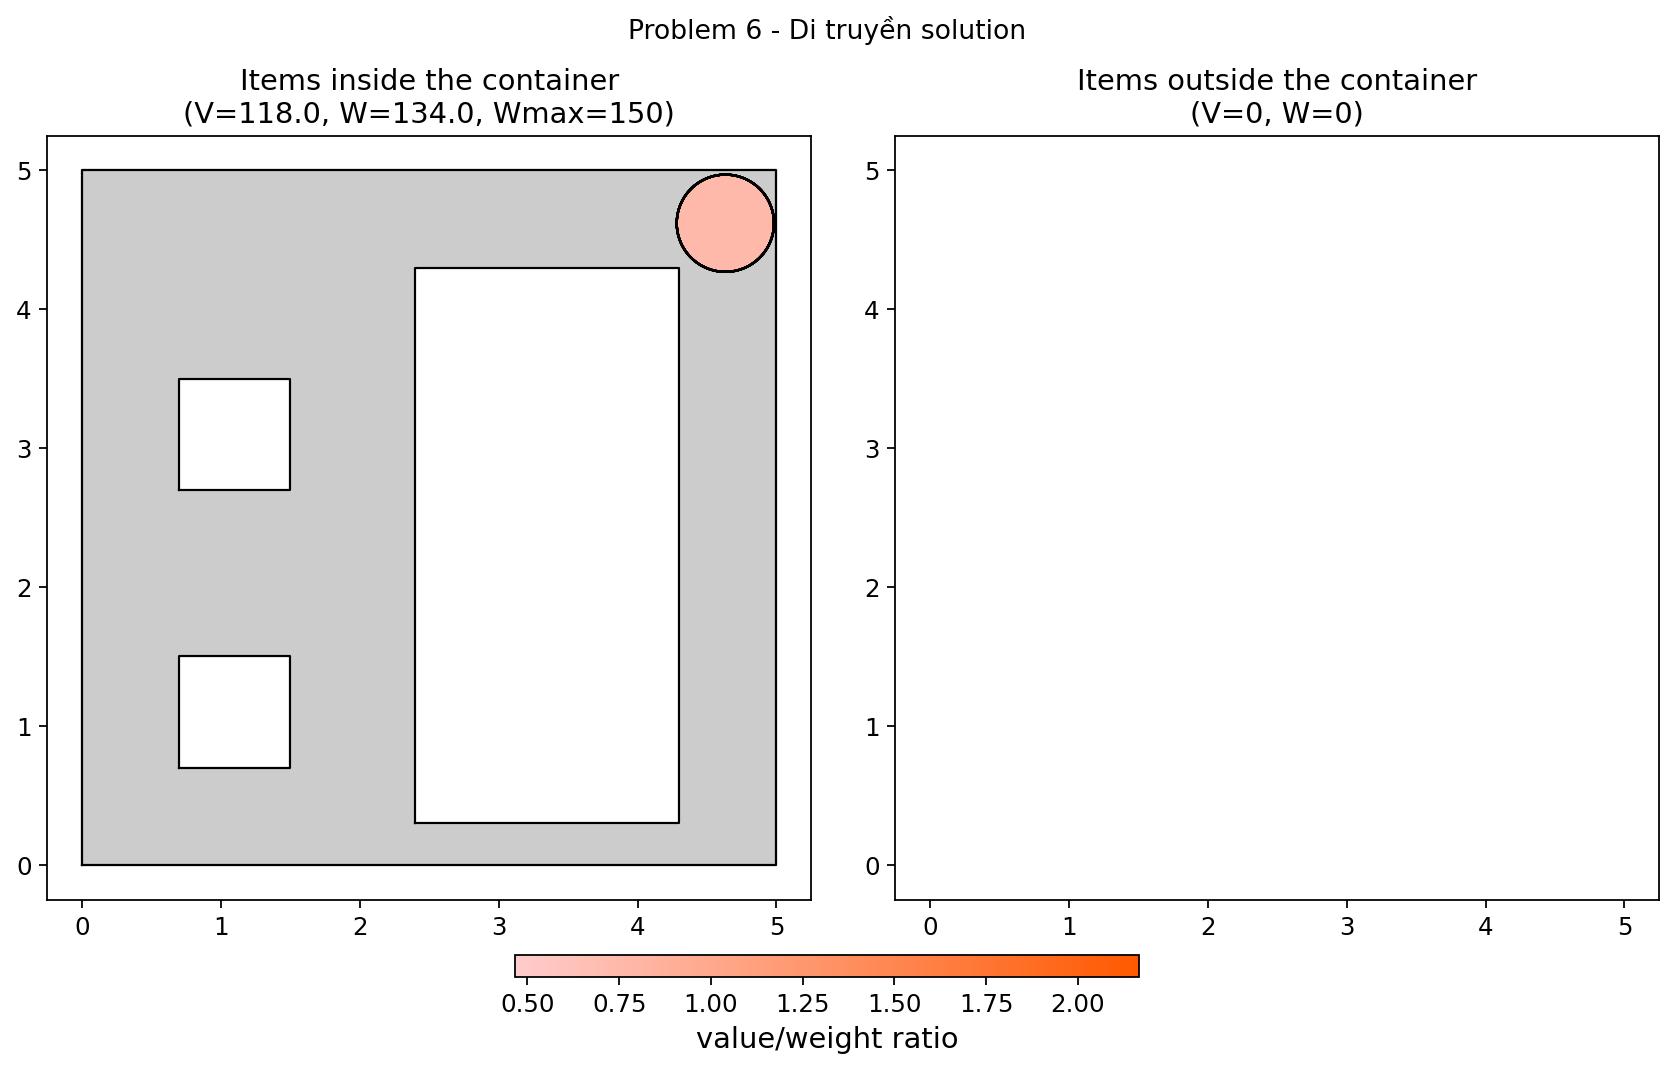 Problem 6 - Di truyền solution
Items inside the container
(V=118.0, W=134.0, Wmax=150)
5
4
3
2
1
0
0 1 2 3 4 5
Items outside the container
(V=0, W=0)
5
4
3
2
1
0
0 1 2 3 4 5
0.50 0.75 1.00 1.25 1.50 1.75 2.00
value/weight ratio